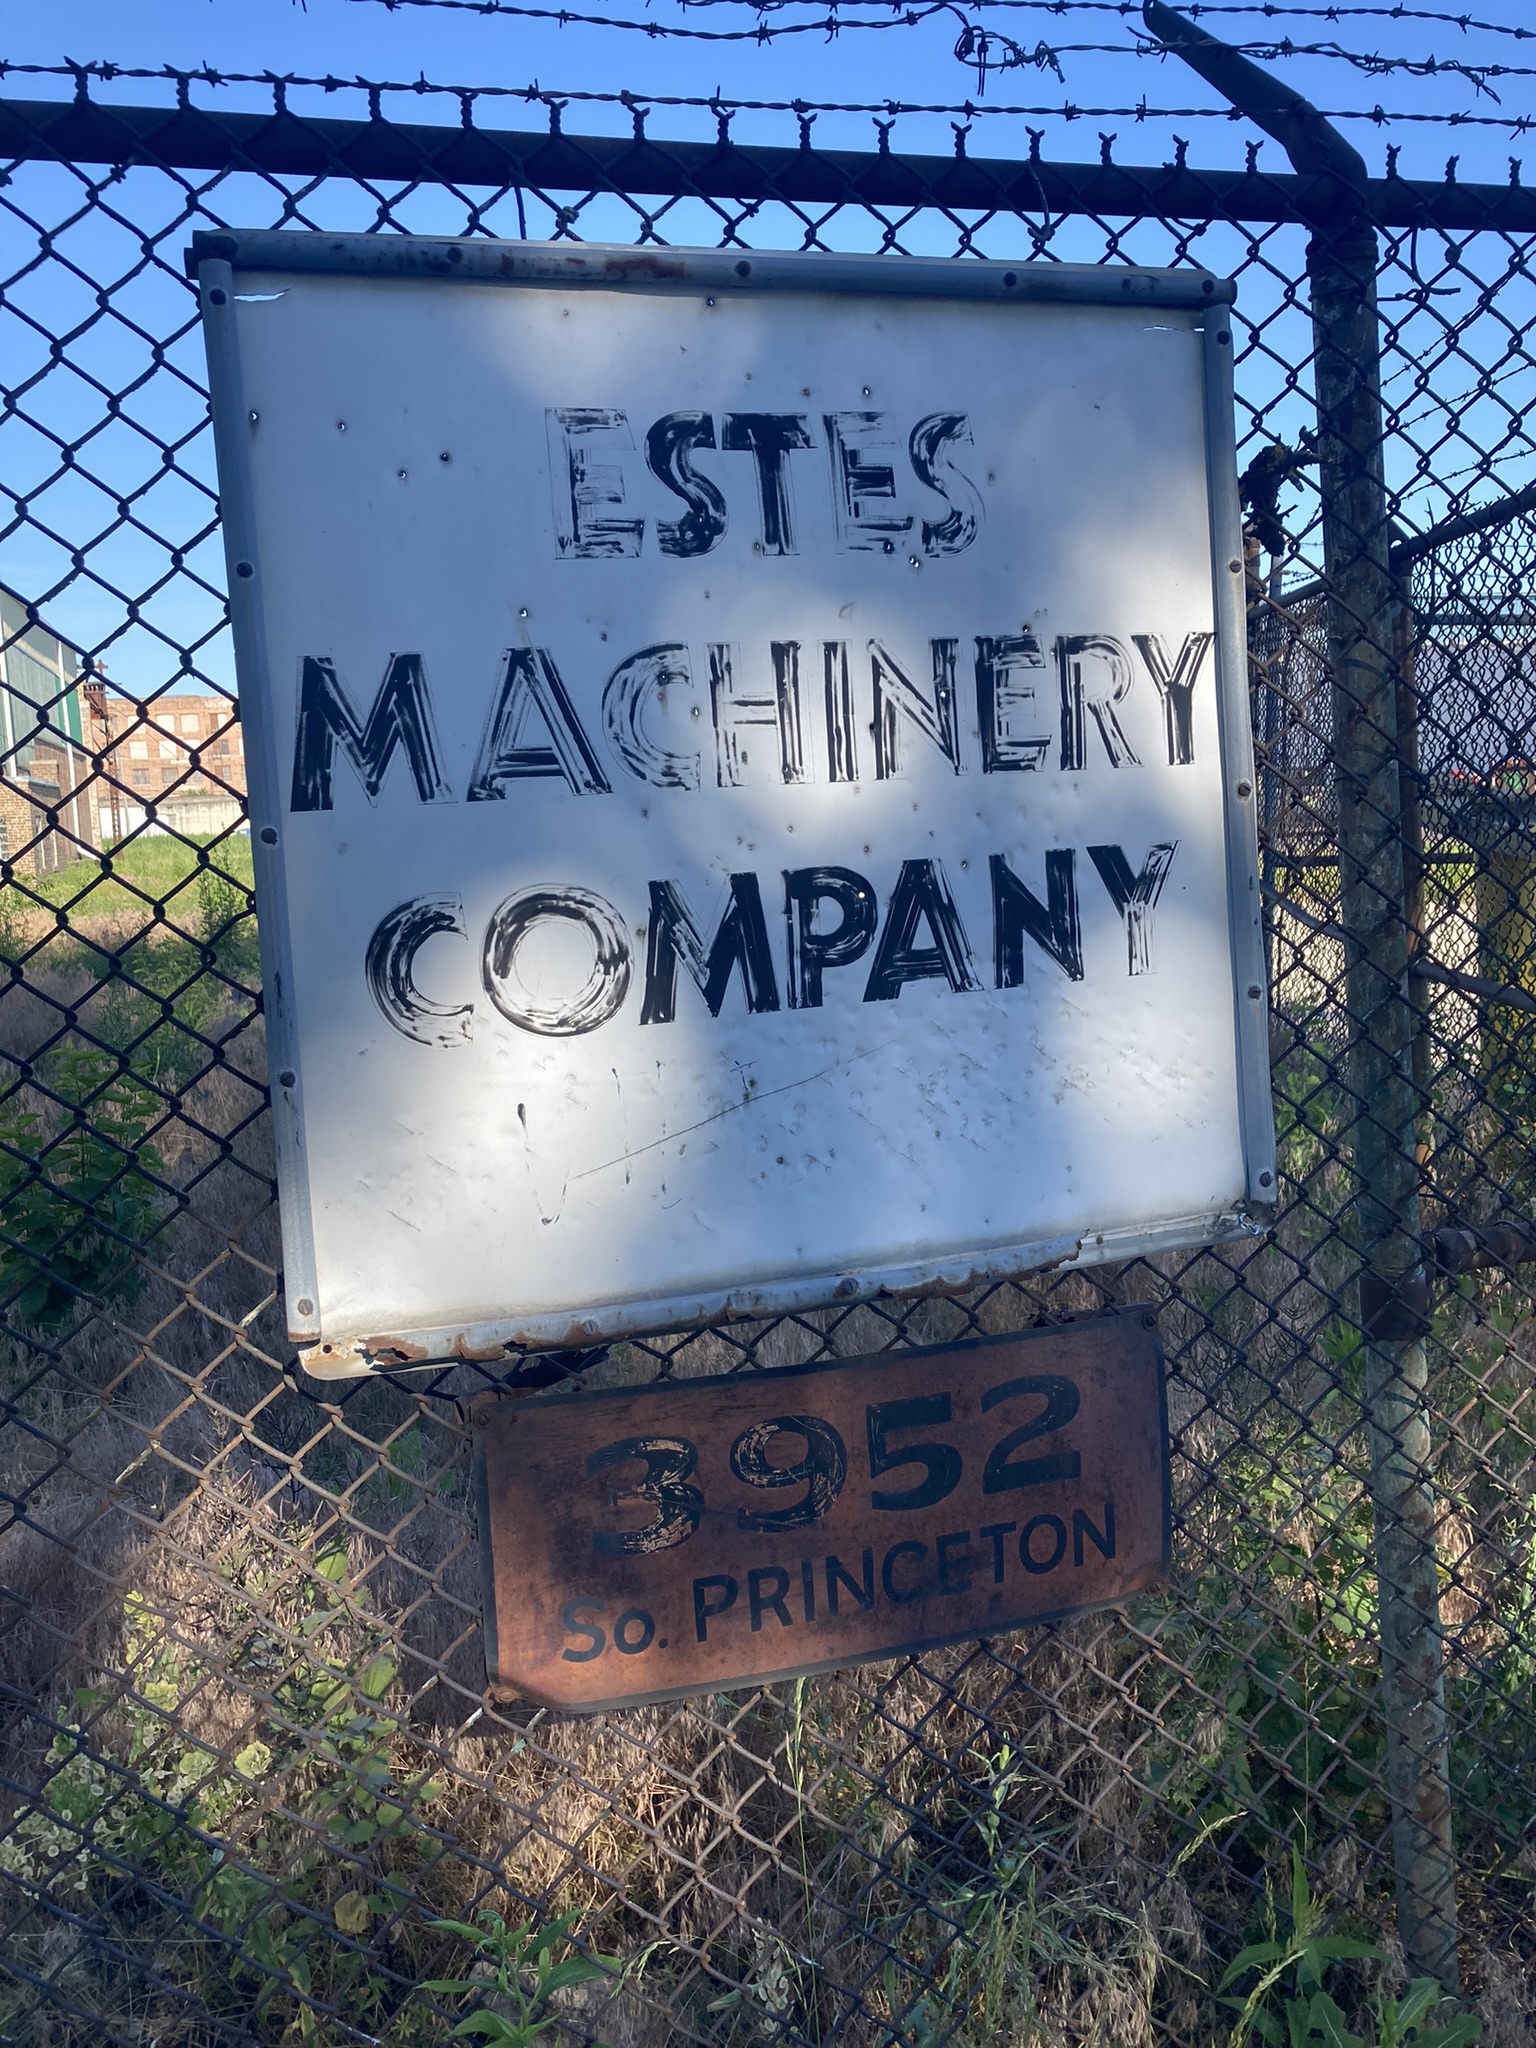 ESTES
MACHINERY
COMPANY
3952
So. PRINCETON